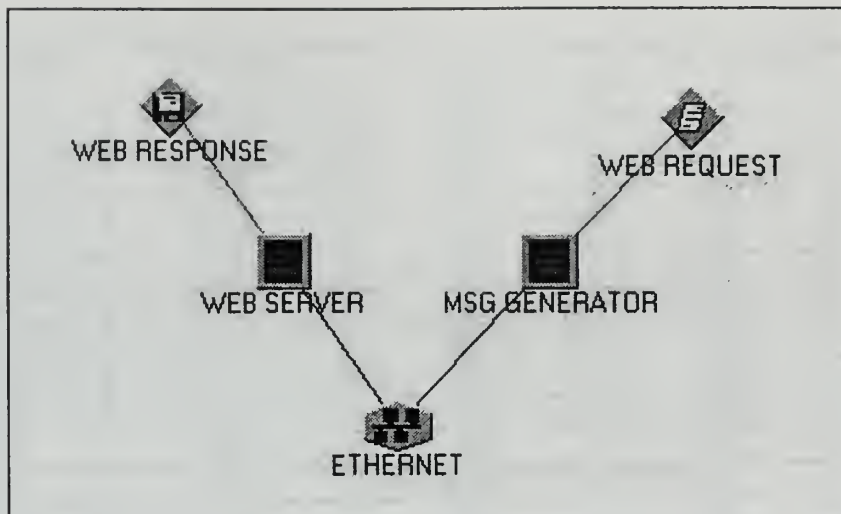 WEB RESPONSE
WEB REQUEST
WEB SERVER
MSG GENERATOR
ETHERNET